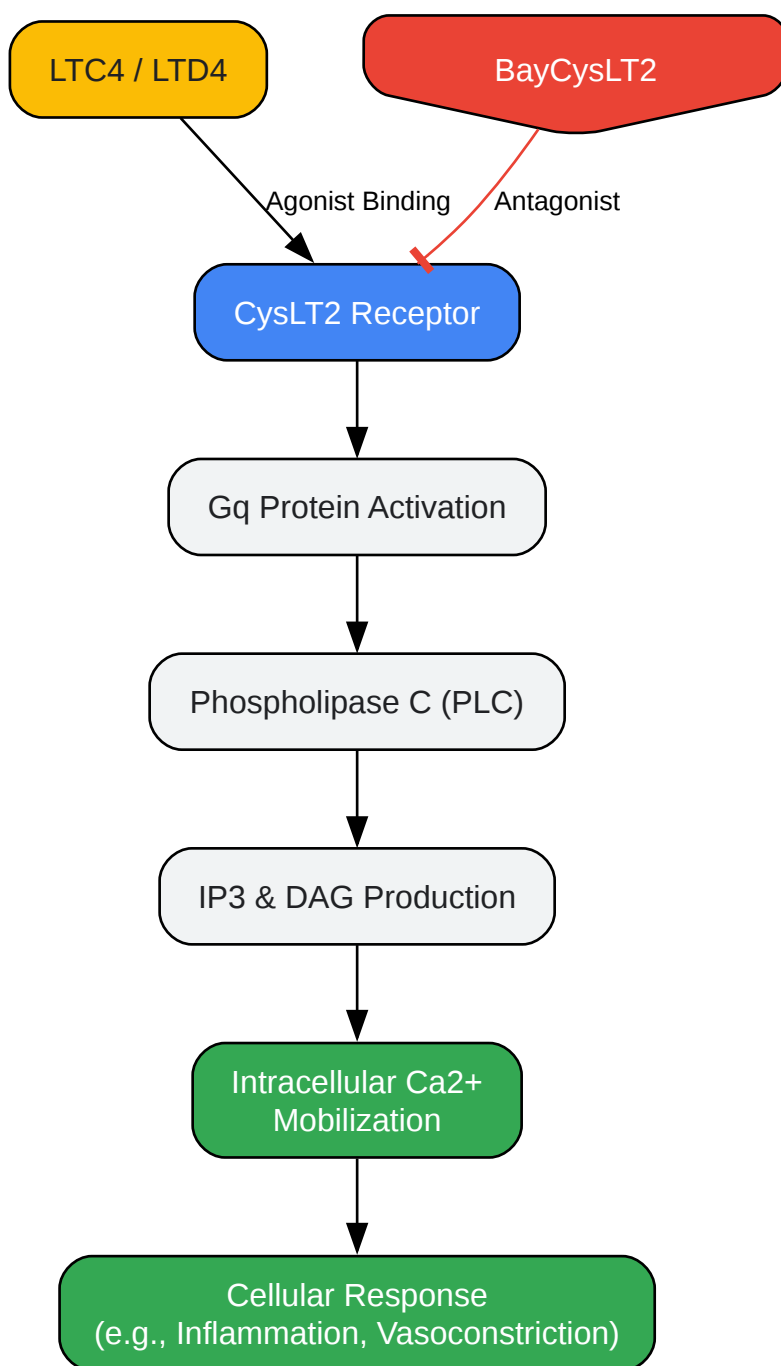 LTC4 / LTD4
BayCysLT2
Agonist Binding
Antagonist
CysLT2 Receptor
Gq Protein Activation
Phospholipase C (PLC)
IP3 & DAG Production
Intracellular Ca2+
Mobilization
Cellular Response
(e.g., Inflammation, Vasoconstriction)